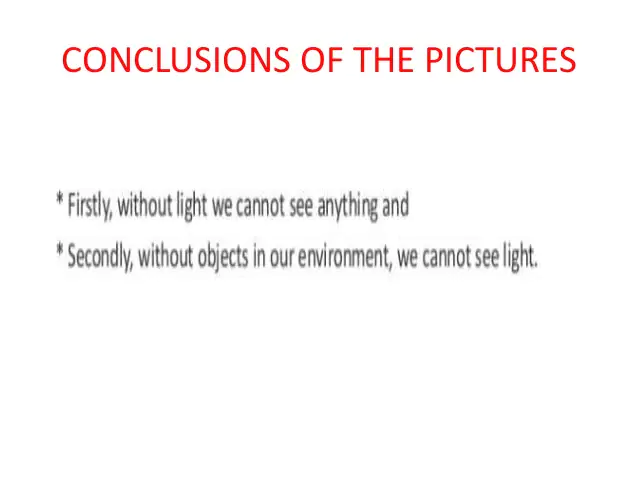 CONCLUSIONS OF THE PICTURES
* Firstly, without light we cannot see anything and
* Secondly, without objects in our environment, we cannot see light.